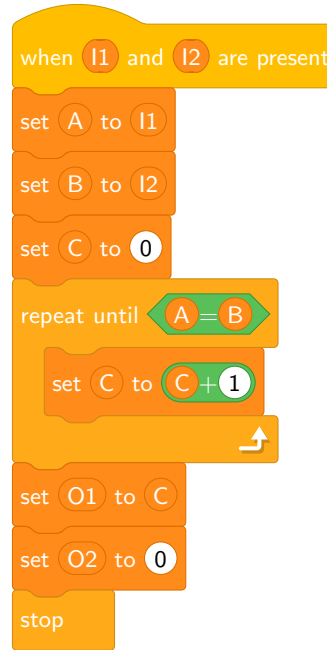 when I1 and I2 are present
set A to I1
set B to I2
set C to 0
repeat until A = B
set C to C + 1
set O1 to C
set O2 to 0
stop